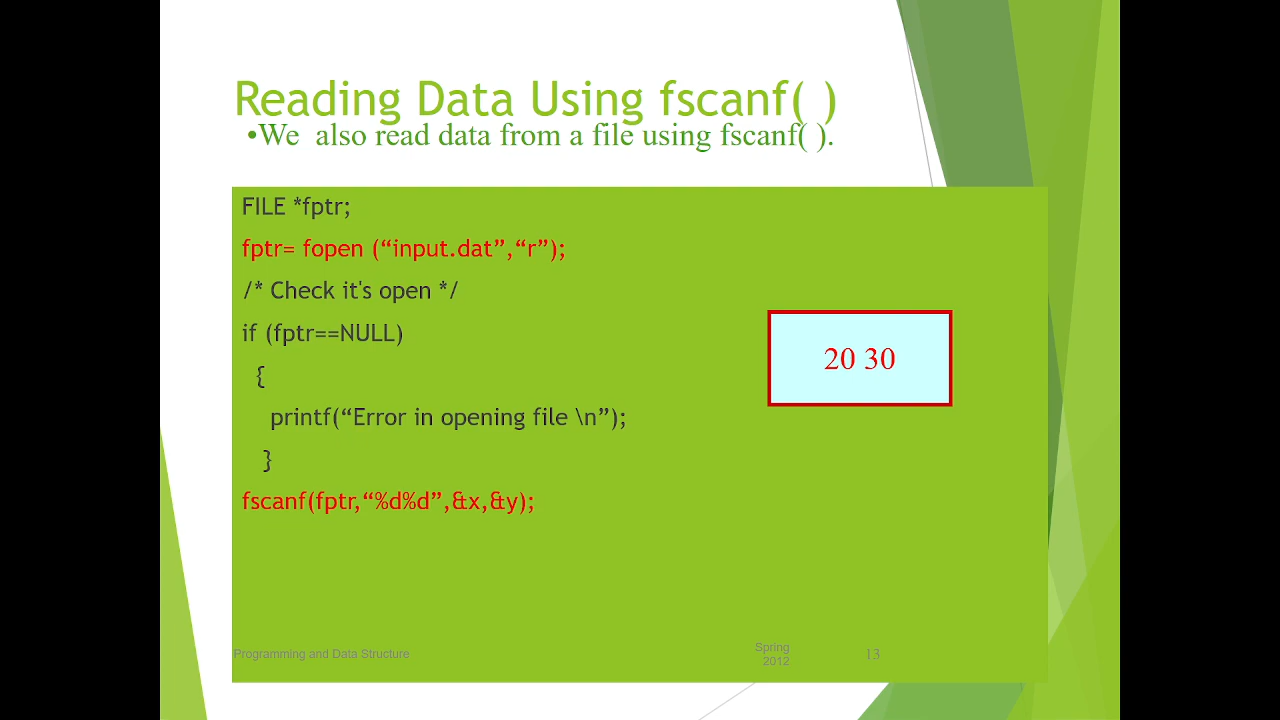 Reading Data Using fscanf( )
•We  also read data from a file using fscanf( ).
FILE *fptr;
fptr= fopen (“input.dat”,“r”);
/* Check it's open */
if (fptr==NULL)
{
printf(“Error in opening file \n”);
}
20 30
fscanf(fptr,“%d%d”,&x,&y);
Programming and Data Structure
Spring
2012
13